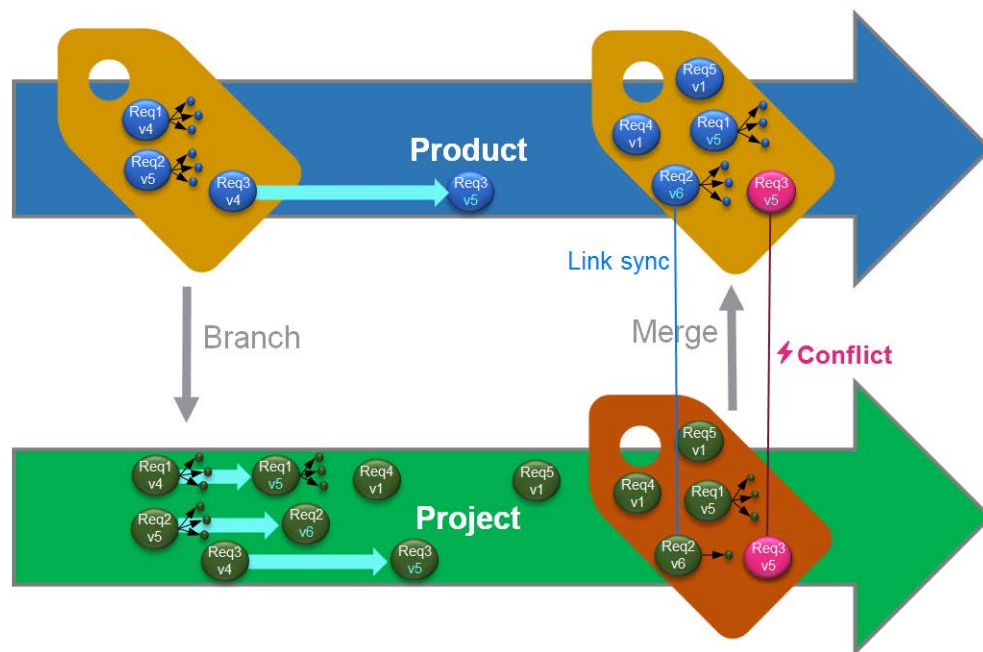 Req5
v1
Req1
v4
Req4
v1
Req1
v5
Product
Req2
v5
Req3
v4
Req3
v5
Req2
v6
Req3
v5
Link sync
Branch
Merge
Conflict
Req5
v1
Req1
v4
Req1
v5
Req4
v1
Req5
v1
Req4
v1
Req1
v5
Req2
v5
Req2
v6
Project
Req3
v4
Req3
v5
Req2
v6
Req3
v5